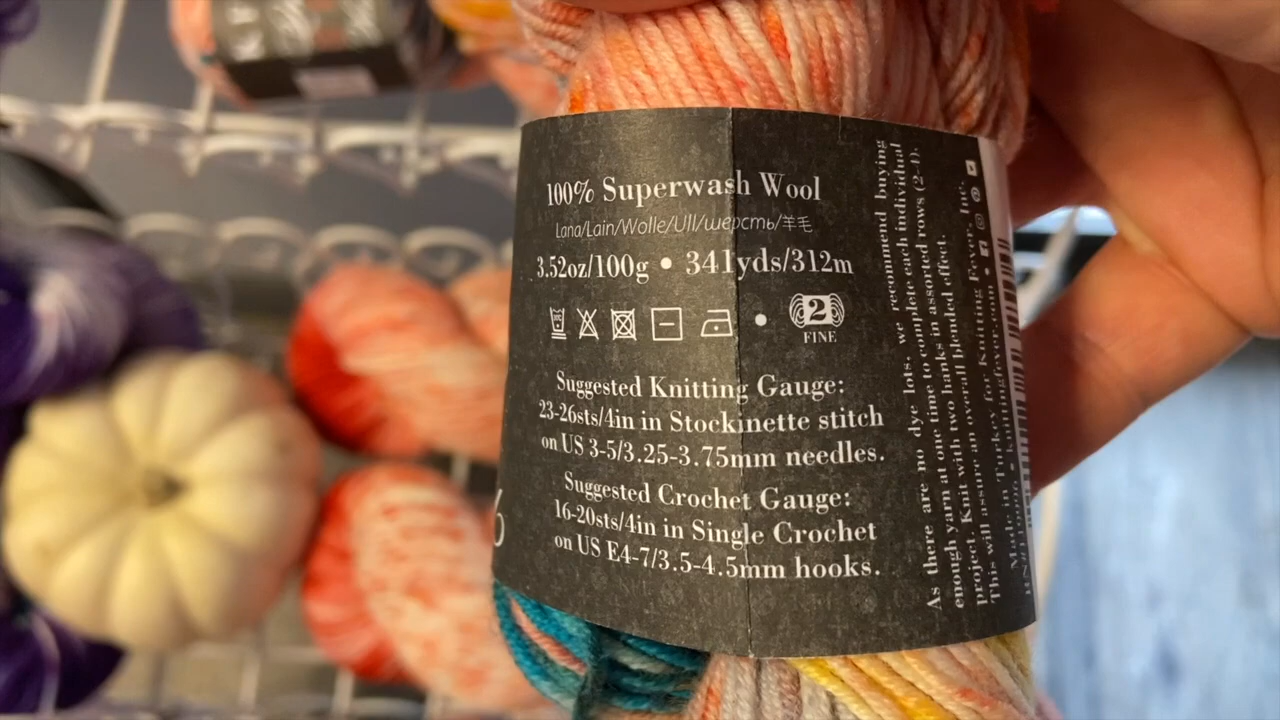 100% Superwash Wool
Lana/Lain/Wolle/Ull/шерсть/羊毛
3.52oz/100g • 341yds/312m
2
FINE
Suggested Knitting Gauge:
23-26sts/4in in Stockinette stitch
on US 3-5/3.25-3.75mm needles.
Suggested Crochet Gauge:
16-20sts/4in in Single Crochet
on US E4-7/3.5-4.5mm hooks.
As there are no dye lots, we recommend buying
enough yarn at one time to complete each individual
project. Knit with two hanks in assorted rows (2-4).
This will assure an overall blended effect.
Made in Turkey for Knitting Fever, Inc.
6